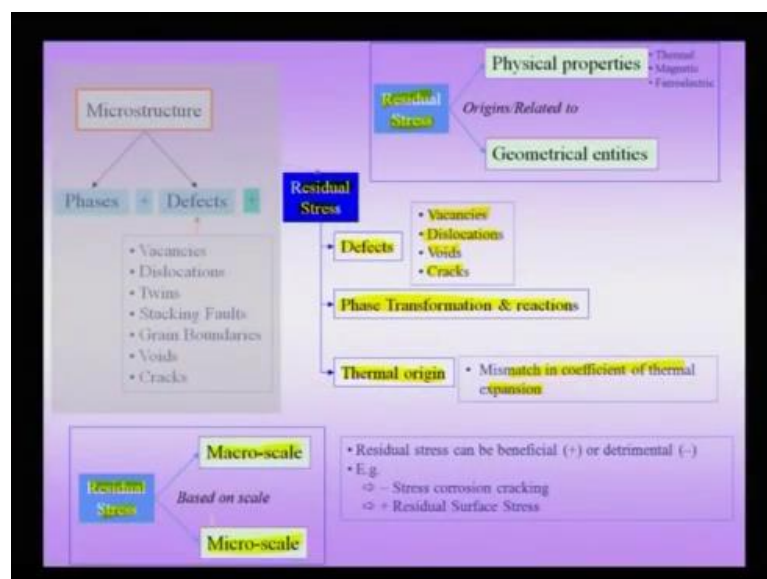 Microstructure
Phases + Defects +
• Vacancies
• Dislocations
• Twins
• Stacking Faults
• Grain Boundaries
• Voids
• Cracks
Residual
Stress
Origins/Related to
Physical properties
• Thermal
• Magnetic
• Ferroelectric
Geometrical entities
Residual
Stress
Defects
• Vacancies
• Dislocations
• Voids
• Cracks
Phase Transformation & reactions
Thermal origin
• Mismatch in coefficient of thermal
expansion
Residual
Stress
Based on scale
Macro-scale
Micro-scale
• Residual stress can be beneficial (+) or detrimental (–)
• E.g.
⇨ – Stress corrosion cracking
⇨ + Residual Surface Stress